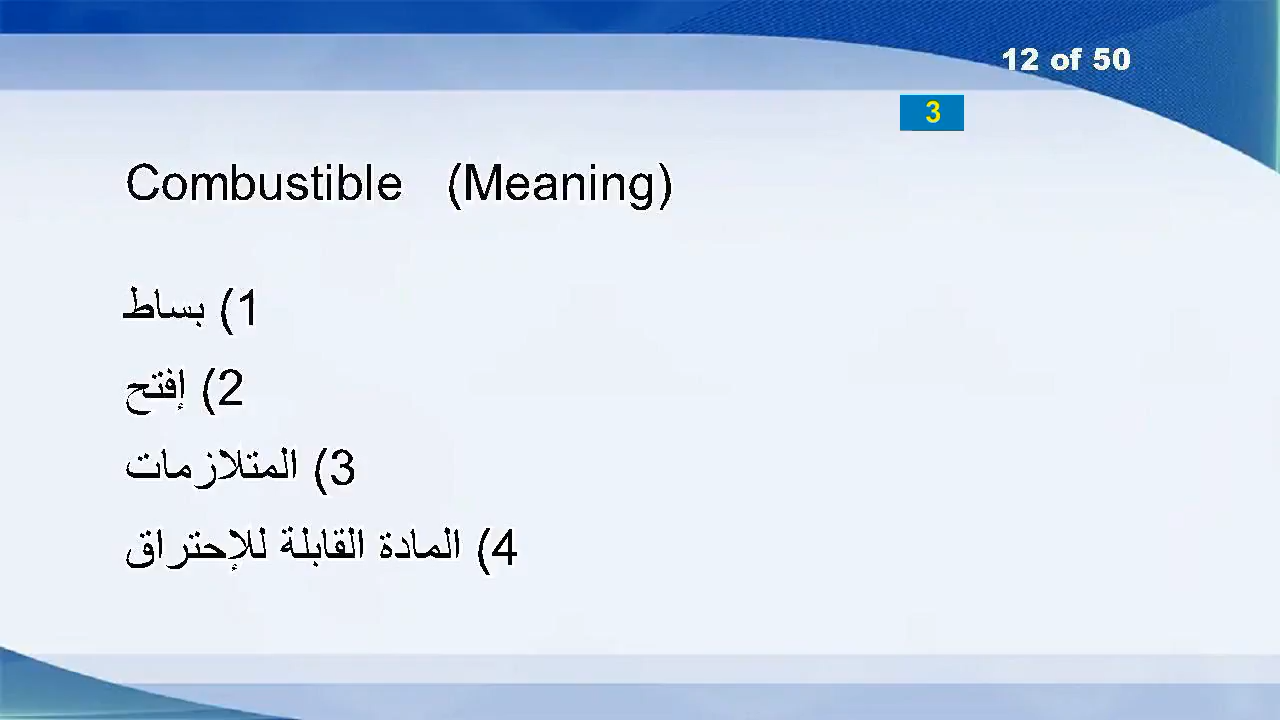 12 of 50
3
Combustible (Meaning)
1) بساط
2) إفتح
3) المتلازمات
4) المادة القابلة للإحتراق